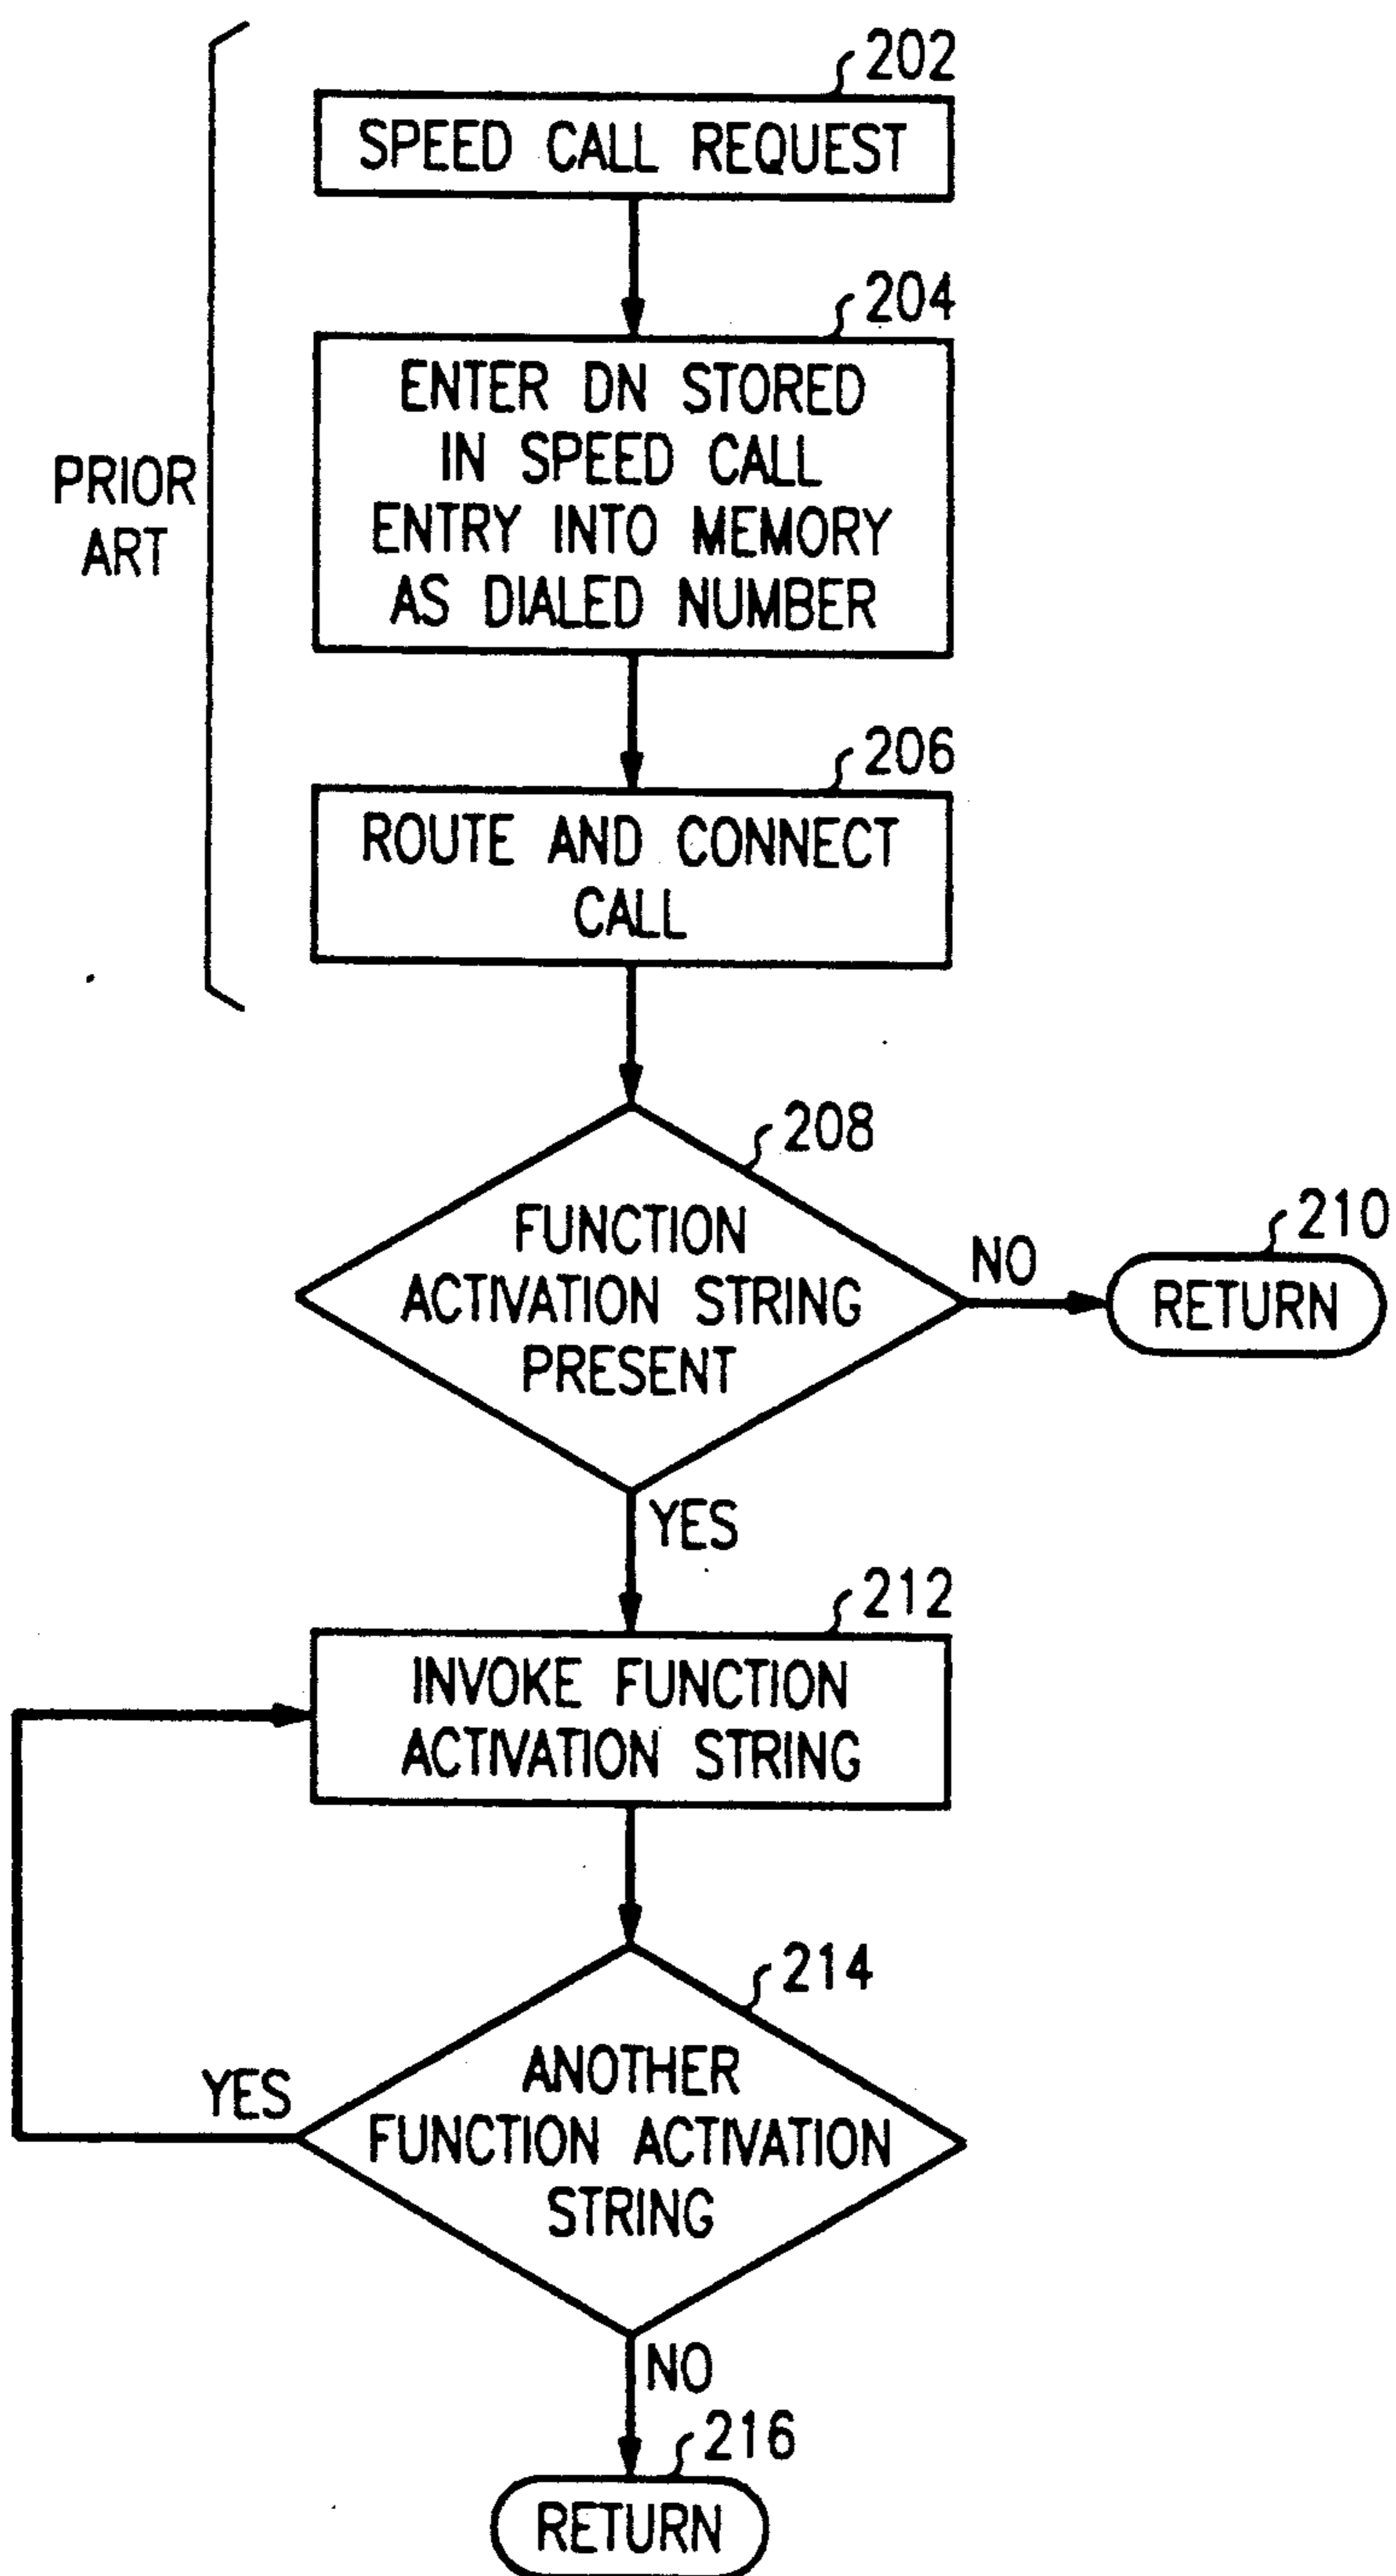 202
SPEED CALL REQUEST
204
ENTER DN STORED
IN SPEED CALL
ENTRY INTO MEMORY
AS DIALED NUMBER
PRIOR
ART
206
ROUTE AND CONNECT
CALL
208
FUNCTION
ACTIVATION STRING
PRESENT
NO
210
RETURN
YES
212
INVOKE FUNCTION
ACTIVATION STRING
214
ANOTHER
FUNCTION ACTIVATION
STRING
YES
NO
216
RETURN